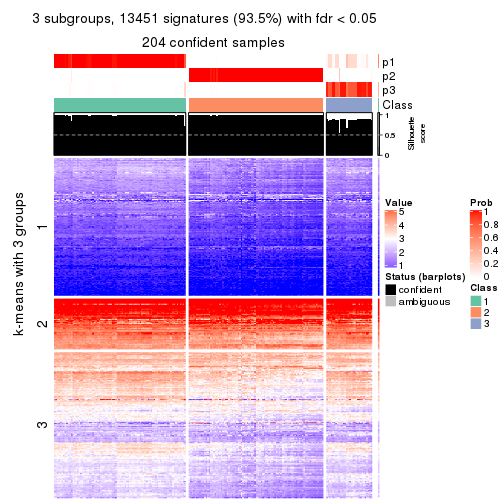 3 subgroups, 13451 signatures (93.5%) with fdr < 0.05
204 confident samples
p1
p2
p3
Class
1
0.5
0
Silhouette
score
k-means with 3 groups
1
2
3
Value
5
4
3
2
1
Status (barplots)
confident
ambiguous
Prob
1
0.8
0.6
0.4
0.2
0
Class
1
2
3